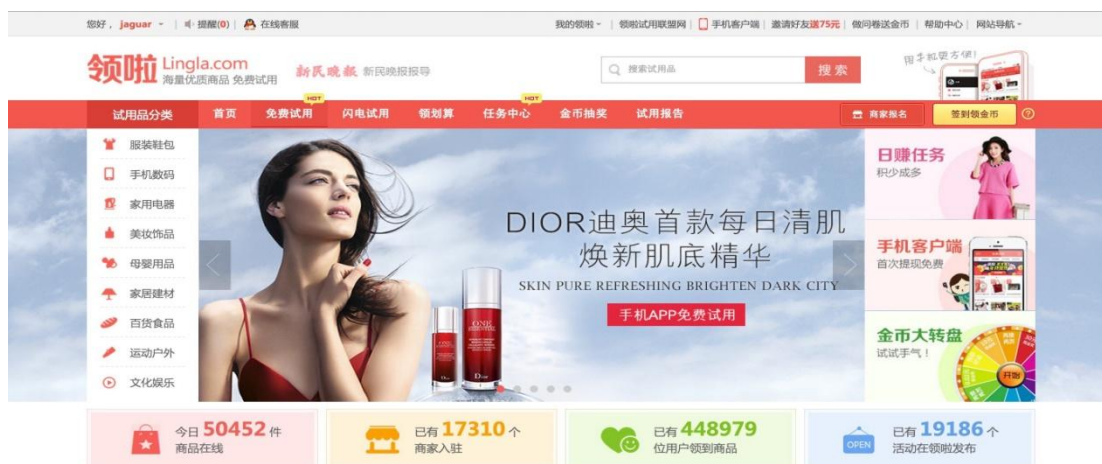 您好， jaguar
提醒(0)
在线客服
我的领啦
领啦试用联盟网
手机客户端
邀请好友送75元
做问卷送金币
帮助中心
网站导航
领啦 Lingla.com
海量优质商品 免费试用
新民晚报 新民晚报报导
搜索试用品
搜 索
用手机更方便!
试用品分类
首页
免费试用
HOT
闪电试用
领划算
任务中心
HOT
金币抽奖
试用报告
商家报名
签到领金币
服装鞋包
手机数码
家用电器
美妆饰品
母婴用品
家居建材
百货食品
运动户外
文化娱乐
DIOR迪奥首款每日清肌
焕新肌底精华
SKIN PURE REFRESHING BRIGHTEN DARK CITY
手机APP免费试用
ONE
Dior
日赚任务
积少成多
手机客户端
首次提现免费
金币大转盘
试试手气！
开始
今日 50452 件
商品在线
已有 17310 个
商家入驻
已有 448979
位用户领到商品
OPEN
已有 19186 个
活动在领啦发布